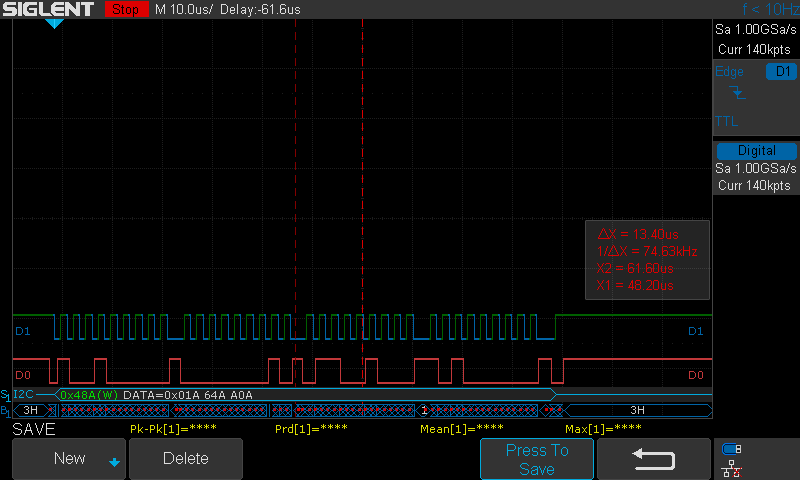 SIGLENT Stop M 10.0us/ Delay:-61.6us f < 10Hz
Sa 1.00GSa/s
Curr 140kpts
Edge D1
TTL
Digital
Sa 1.00GSa/s
Curr 140kpts
ΔX = 13.40us
1/ΔX = 74.63kHz
X2 = 61.60us
X1 = 48.20us
D1 D1
D0 D0
S1 I2C 0x48A(W) DATA=0x01A 64A A0A
B1 3H 1 3H
SAVE Pk-Pk[1]=**** Prd[1]=**** Mean[1]=**** Max[1]=****
New Delete Press To
Save